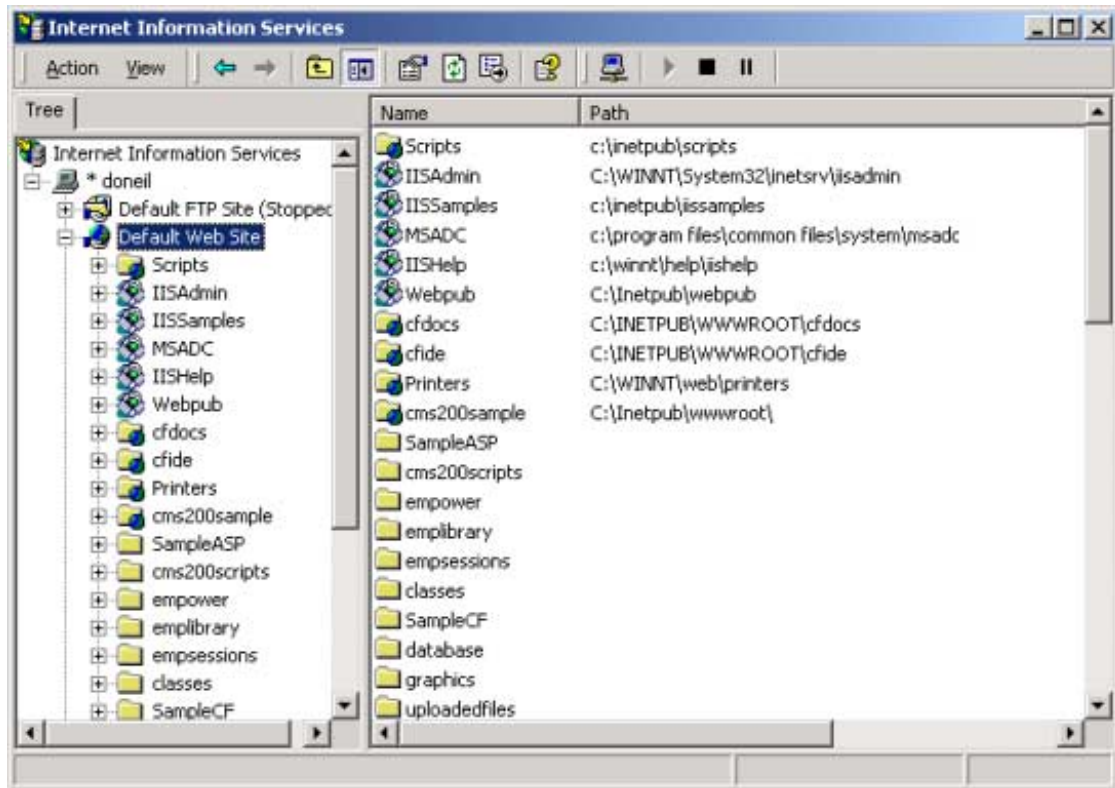 Internet Information Services
Action View
Tree
Name Path
Internet Information Services
* doneil
Default FTP Site (Stopped
Default Web Site
Scripts
IISAdmin
IISSamples
MSADC
IISHelp
Webpub
cfdocs
cfide
Printers
cms200sample
SampleASP
cms200scripts
empower
emplibrary
empsessions
classes
SampleCF
Scripts c:\inetpub\scripts
IISAdmin C:\WINNT\System32\inetsrv\iisadmin
IISSamples c:\inetpub\iissamples
MSADC c:\program files\common files\system\msadc
IISHelp c:\winnt\help\iishelp
Webpub C:\Inetpub\webpub
cfdocs C:\INETPUB\WWWROOT\cfdocs
cfide C:\INETPUB\WWWROOT\cfide
Printers C:\WINNT\web\printers
cms200sample C:\Inetpub\wwwroot\
SampleASP
cms200scripts
empower
emplibrary
empsessions
classes
SampleCF
database
graphics
uploadedfiles